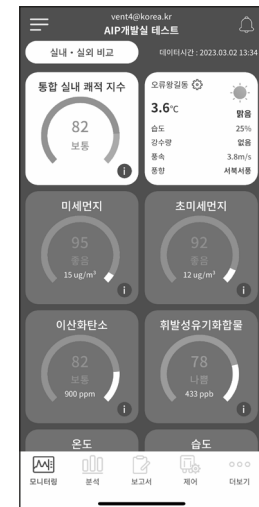 vent4@korea.kr
AIP개발실 테스트
실내 · 실외 비교
데이터시간 : 2023.03.02 13:34
통합 실내 쾌적 지수
82
보통
오류왕길동
3.6℃
맑음
습도 25%
강수량 없음
풍속 3.8m/s
풍향 서북서풍
미세먼지
95
좋음
15 ug/m³
초미세먼지
92
좋음
12 ug/m³
이산화탄소
82
보통
900 ppm
휘발성유기화합물
78
나쁨
433 ppb
온도
습도
모니터링
분석
보고서
제어
더보기